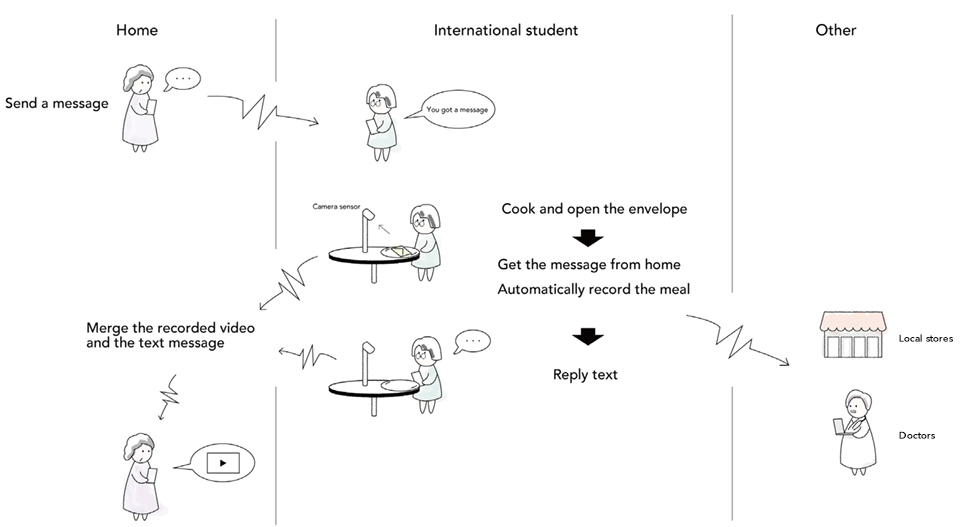 Home
International student
Other
Send a message
...
You got a message
Camera sensor
Cook and open the envelope
Get the message from home
Automatically record the meal
Merge the recorded video
and the text message
...
Local stores
Reply text
Doctors